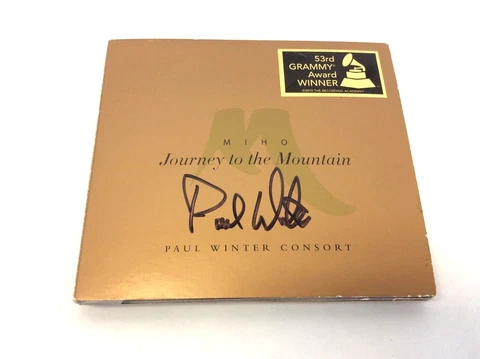 53rd
GRAMMY®
Award
WINNER
MIHO
Journey to the Mountain
Paul Winter
PAUL WINTER CONSORT